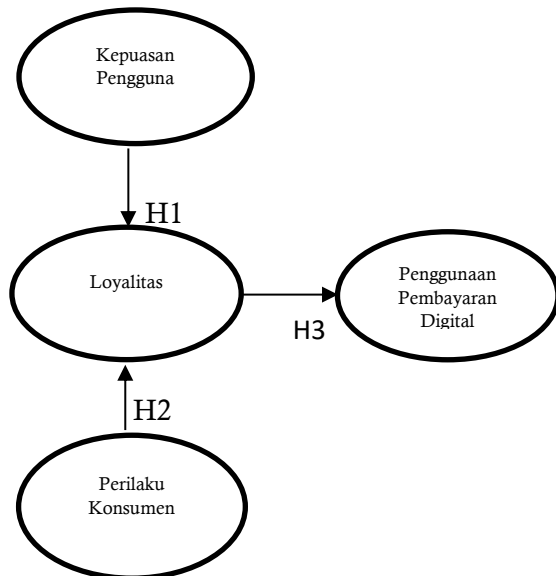 Kepuasan
Pengguna
H1
Loyalitas
Penggunaan
Pembayaran
Digital
H3
H2
Perilaku
Konsumen